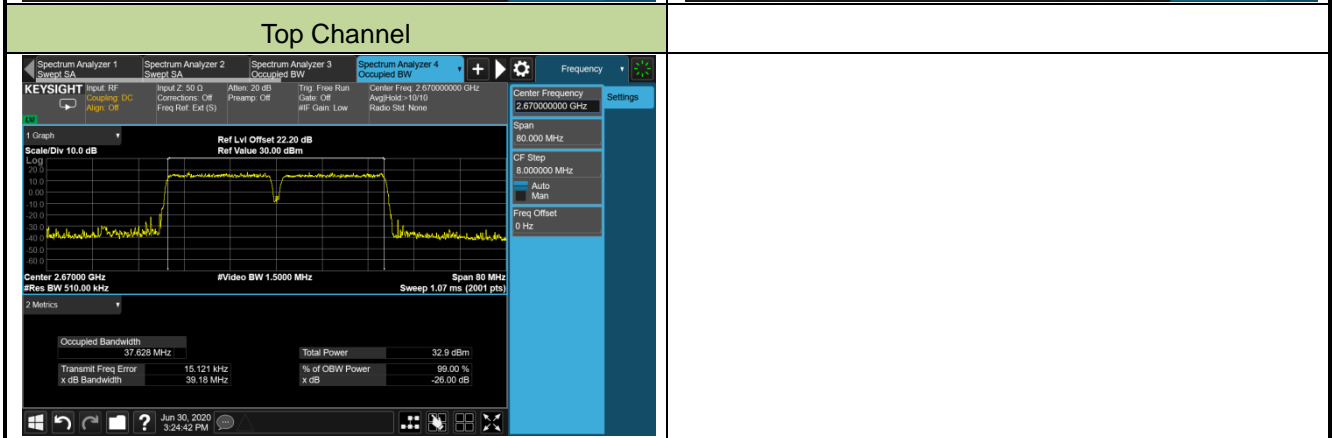 Top Channel
Spectrum Analyzer 1
Swept SA
Spectrum Analyzer 2
Swept SA
Spectrum Analyzer 3
Occupied BW
Spectrum Analyzer 4
Occupied BW
Frequency
KEYSIGHT
Input: RF
Coupling: DC
Align: Off
Input Z: 50 Ω
Corrections: Off
Freq Ref: Ext (S)
Atten: 20 dB
Preamp: Off
Trig: Free Run
Gate: Off
#IF Gain: Low
Center Freq: 2.670000000 GHz
Avg|Hold:>10/10
Radio Std: None
LXI
Center Frequency
2.670000000 GHz
Settings
Span
80.000 MHz
CF Step
8.000000 MHz
Auto
Man
Freq Offset
0 Hz
1 Graph
Scale/Div 10.0 dB
Ref Lvl Offset 22.20 dB
Ref Value 30.00 dBm
Log
20.0
10.0
0.00
-10.0
-20.0
-30.0
-40.0
-50.0
-60.0
Center 2.67000 GHz
#Res BW 510.00 kHz
#Video BW 1.5000 MHz
Span 80 MHz
Sweep 1.07 ms (2001 pts)
2 Metrics
Occupied Bandwidth
37.628 MHz
Total Power 32.9 dBm
Transmit Freq Error 15.121 kHz
% of OBW Power 99.00 %
x dB Bandwidth 39.18 MHz
x dB -26.00 dB
?
Jun 30, 2020
3:24:42 PM